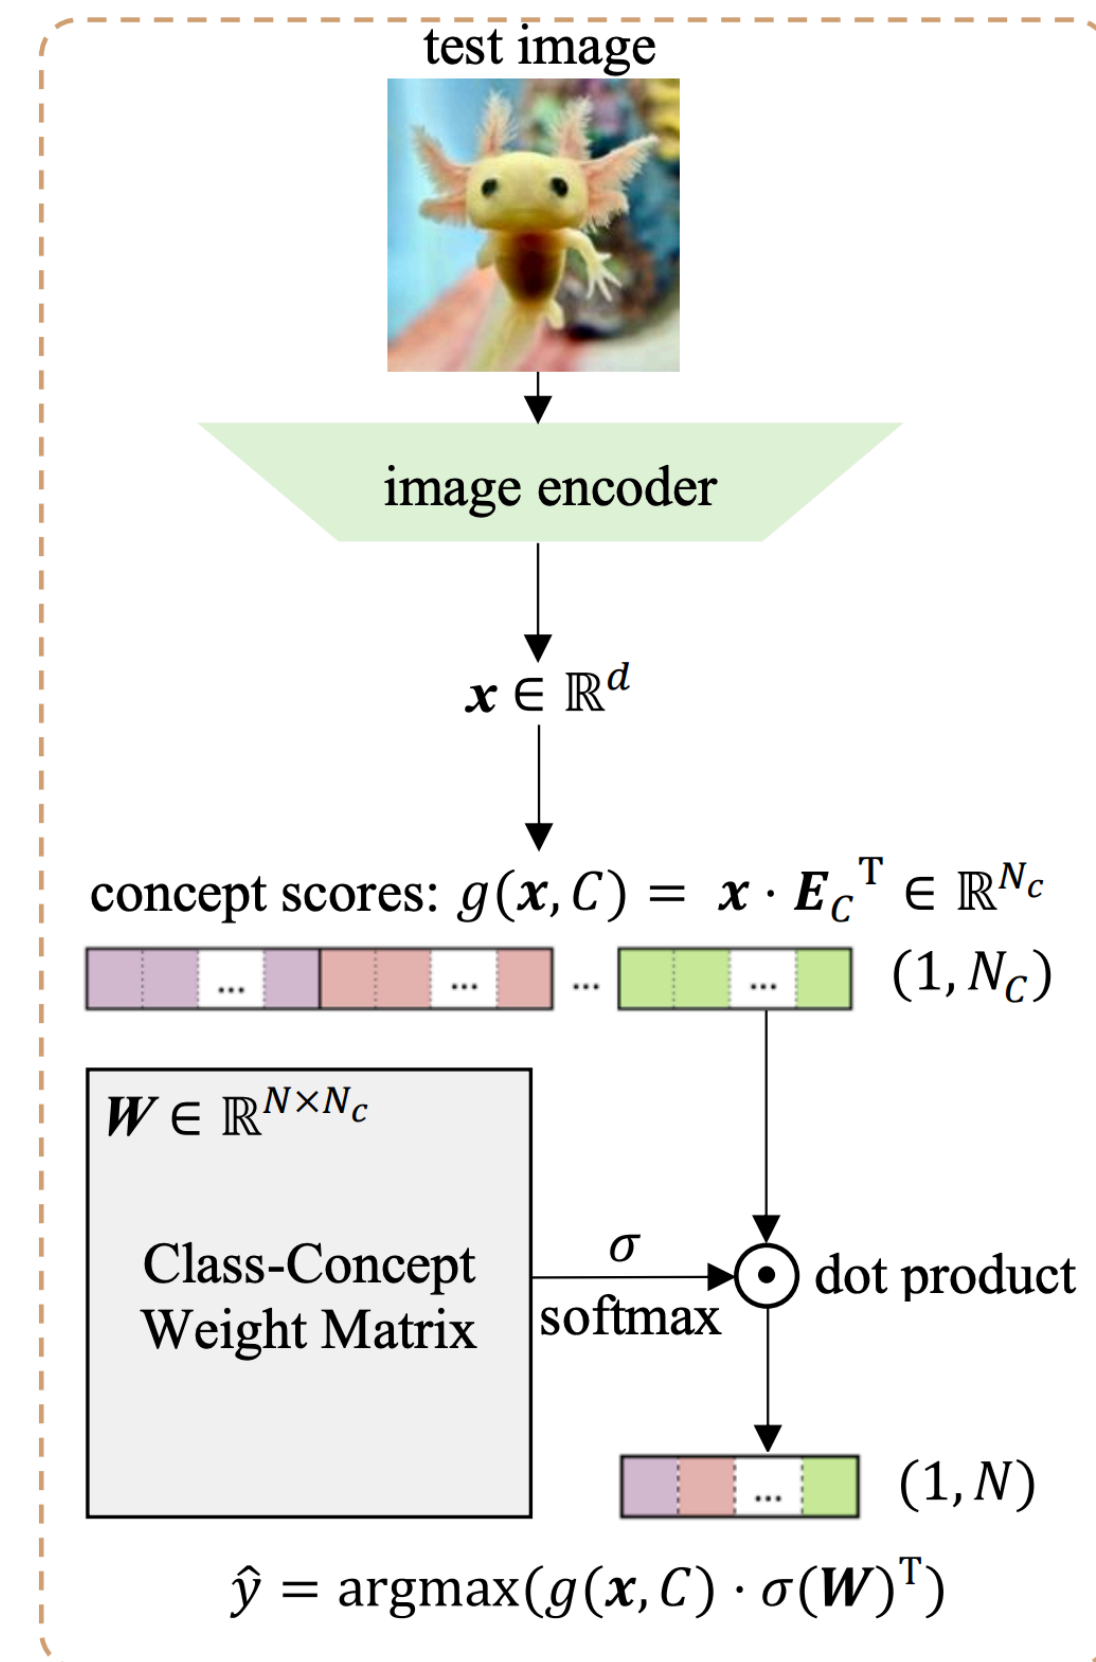 test image
image encoder
𝒙 ∈ ℝᵈ
concept scores: g(𝒙, C) = 𝒙 · 𝑬_C^T ∈ ℝ^{N_C}
... ... ... ... (1, N_C)
𝑾 ∈ ℝ^{N×N_C}
Class-Concept
Weight Matrix
σ
softmax
dot product
... (1, N)
ŷ = argmax(g(𝒙, C) · σ(𝑾)^T)